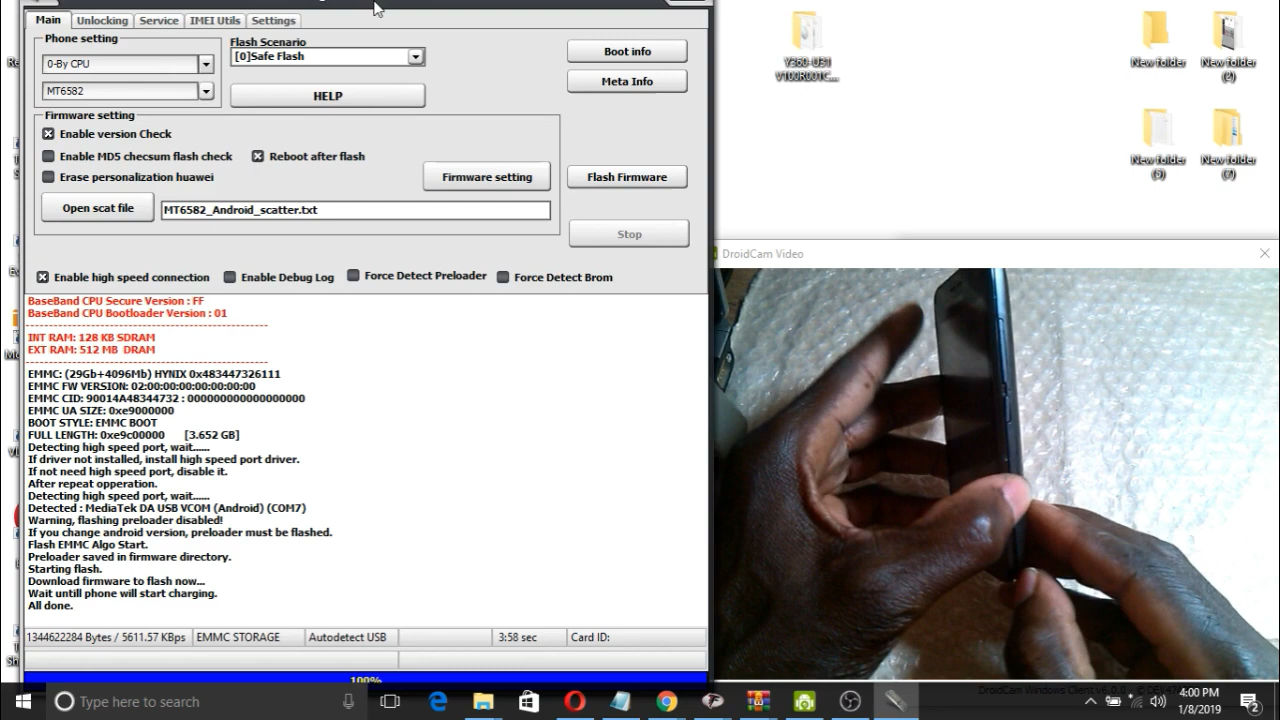 Main Unlocking Service IMEI Utils Settings
Phone setting
0-By CPU
MT6582
Flash Scenario
[0]Safe Flash
HELP
Boot info
Meta Info
Firmware setting
Enable version Check
Enable MD5 checsum flash check
Reboot after flash
Erase personalization huawei
Firmware setting
Flash Firmware
Open scat file
MT6582_Android_scatter.txt
Stop
Enable high speed connection
Enable Debug Log
Force Detect Preloader
Force Detect Brom
BaseBand CPU Secure Version : FF
BaseBand CPU Bootloader Version : 01
INT RAM: 128 KB SDRAM
EXT RAM: 512 MB DRAM
EMMC: (29Gb+4096Mb) HYNIX 0x483447326111
EMMC FW VERSION: 02:00:00:00:00:00:00:00
EMMC CID: 90014A48344732 : 000000000000000000
EMMC UA SIZE: 0xe9000000
BOOT STYLE: EMMC BOOT
FULL LENGTH: 0xe9c00000 [3.652 GB]
Detecting high speed port, wait......
If driver not installed, install high speed port driver.
If not need high speed port, disable it.
After repeat opperation.
Detecting high speed port, wait......
Detected : MediaTek DA USB VCOM (Android) (COM7)
Warning, flashing preloader disabled!
If you change android version, preloader must be flashed.
Flash EMMC Algo Start.
Preloader saved in firmware directory.
Starting flash.
Download firmware to flash now...
Wait untill phone will start charging.
All done.
1344622284 Bytes / 5611.57 KBps EMMC STORAGE Autodetect USB 3:58 sec Card ID:
100%
Y360-U31
V100R001C...
New folder
New folder
(2)
New folder
(5)
New folder
(7)
DroidCam Video
Type here to search
4:00 PM
1/8/2019
2